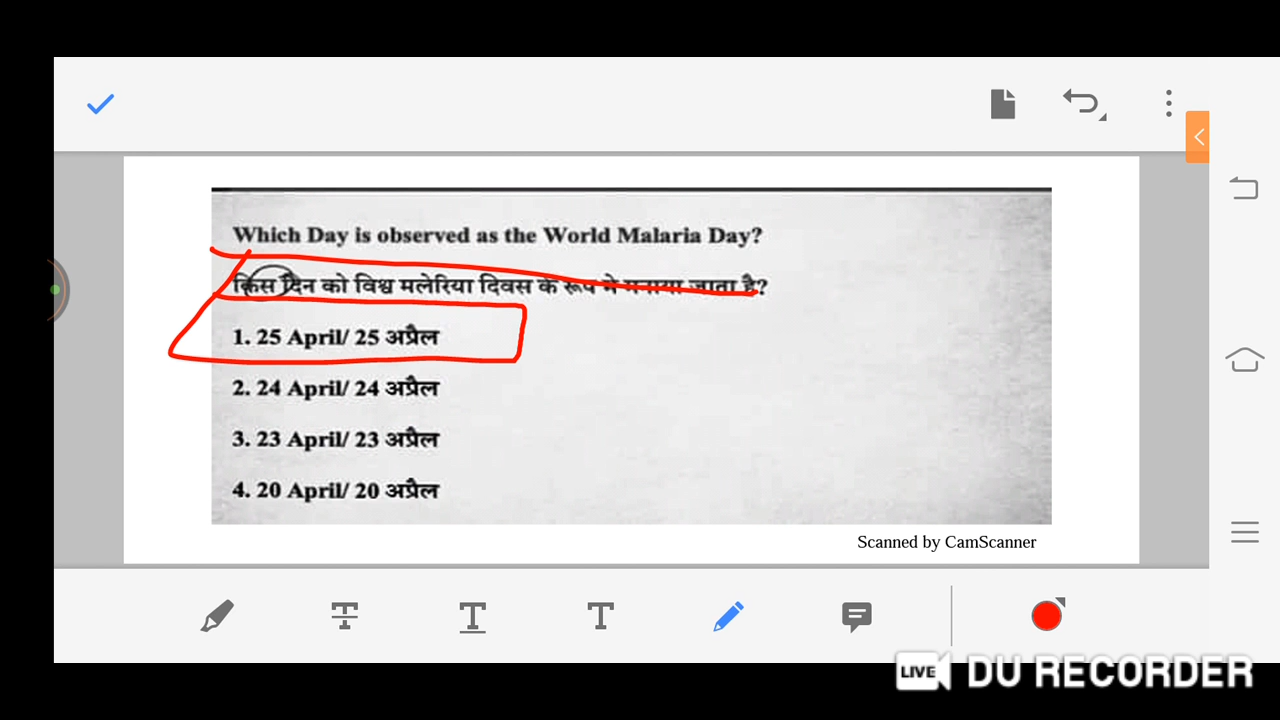 Which Day is observed as the World Malaria Day?
किस दिन को विश्व मलेरिया दिवस के रूप मे मनाया जाता है?
1. 25 April/ 25 अप्रैल
2. 24 April/ 24 अप्रैल
3. 23 April/ 23 अप्रैल
4. 20 April/ 20 अप्रैल
Scanned by CamScanner
T T T
LIVE DU RECORDER